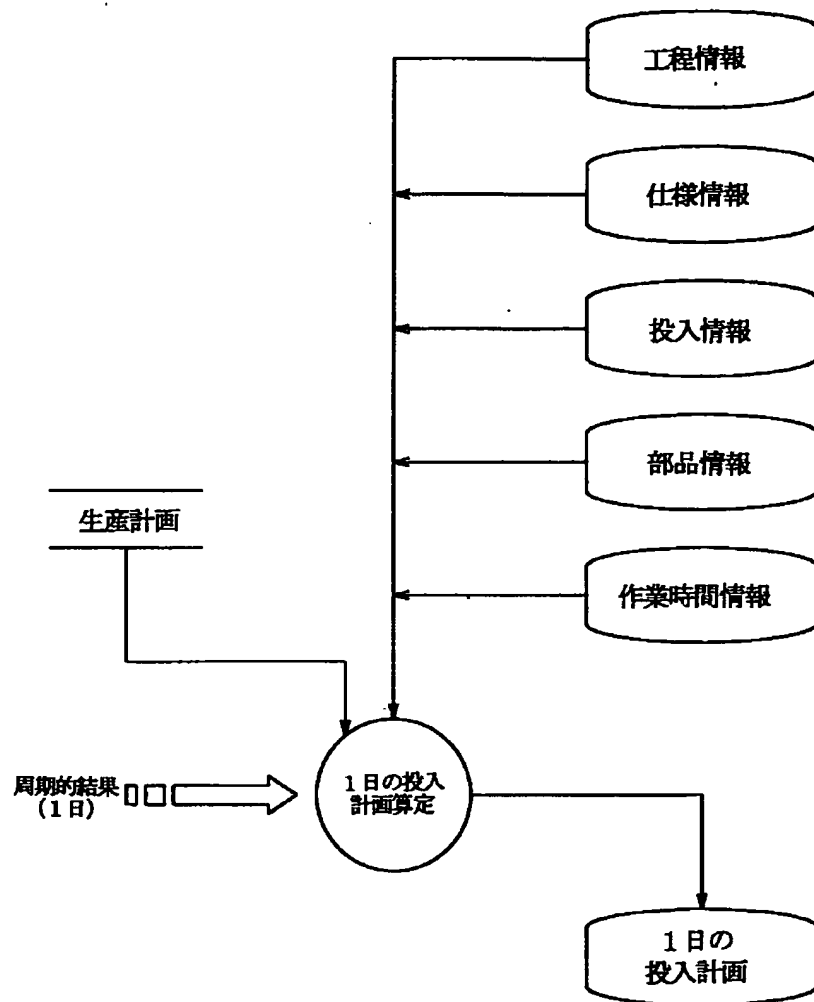 工程情報
仕様情報
投入情報
部品情報
生産計画
作業時間情報
周期的結果
(1日)
1日の投入
計画算定
1日の
投入計画